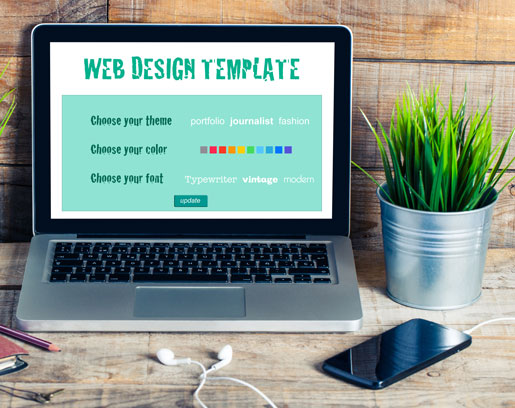 WEB DESIGN TEMPLATE
Choose your theme portfolio journalist fashion
Choose your color
Choose your font Typewriter vintage modern
update